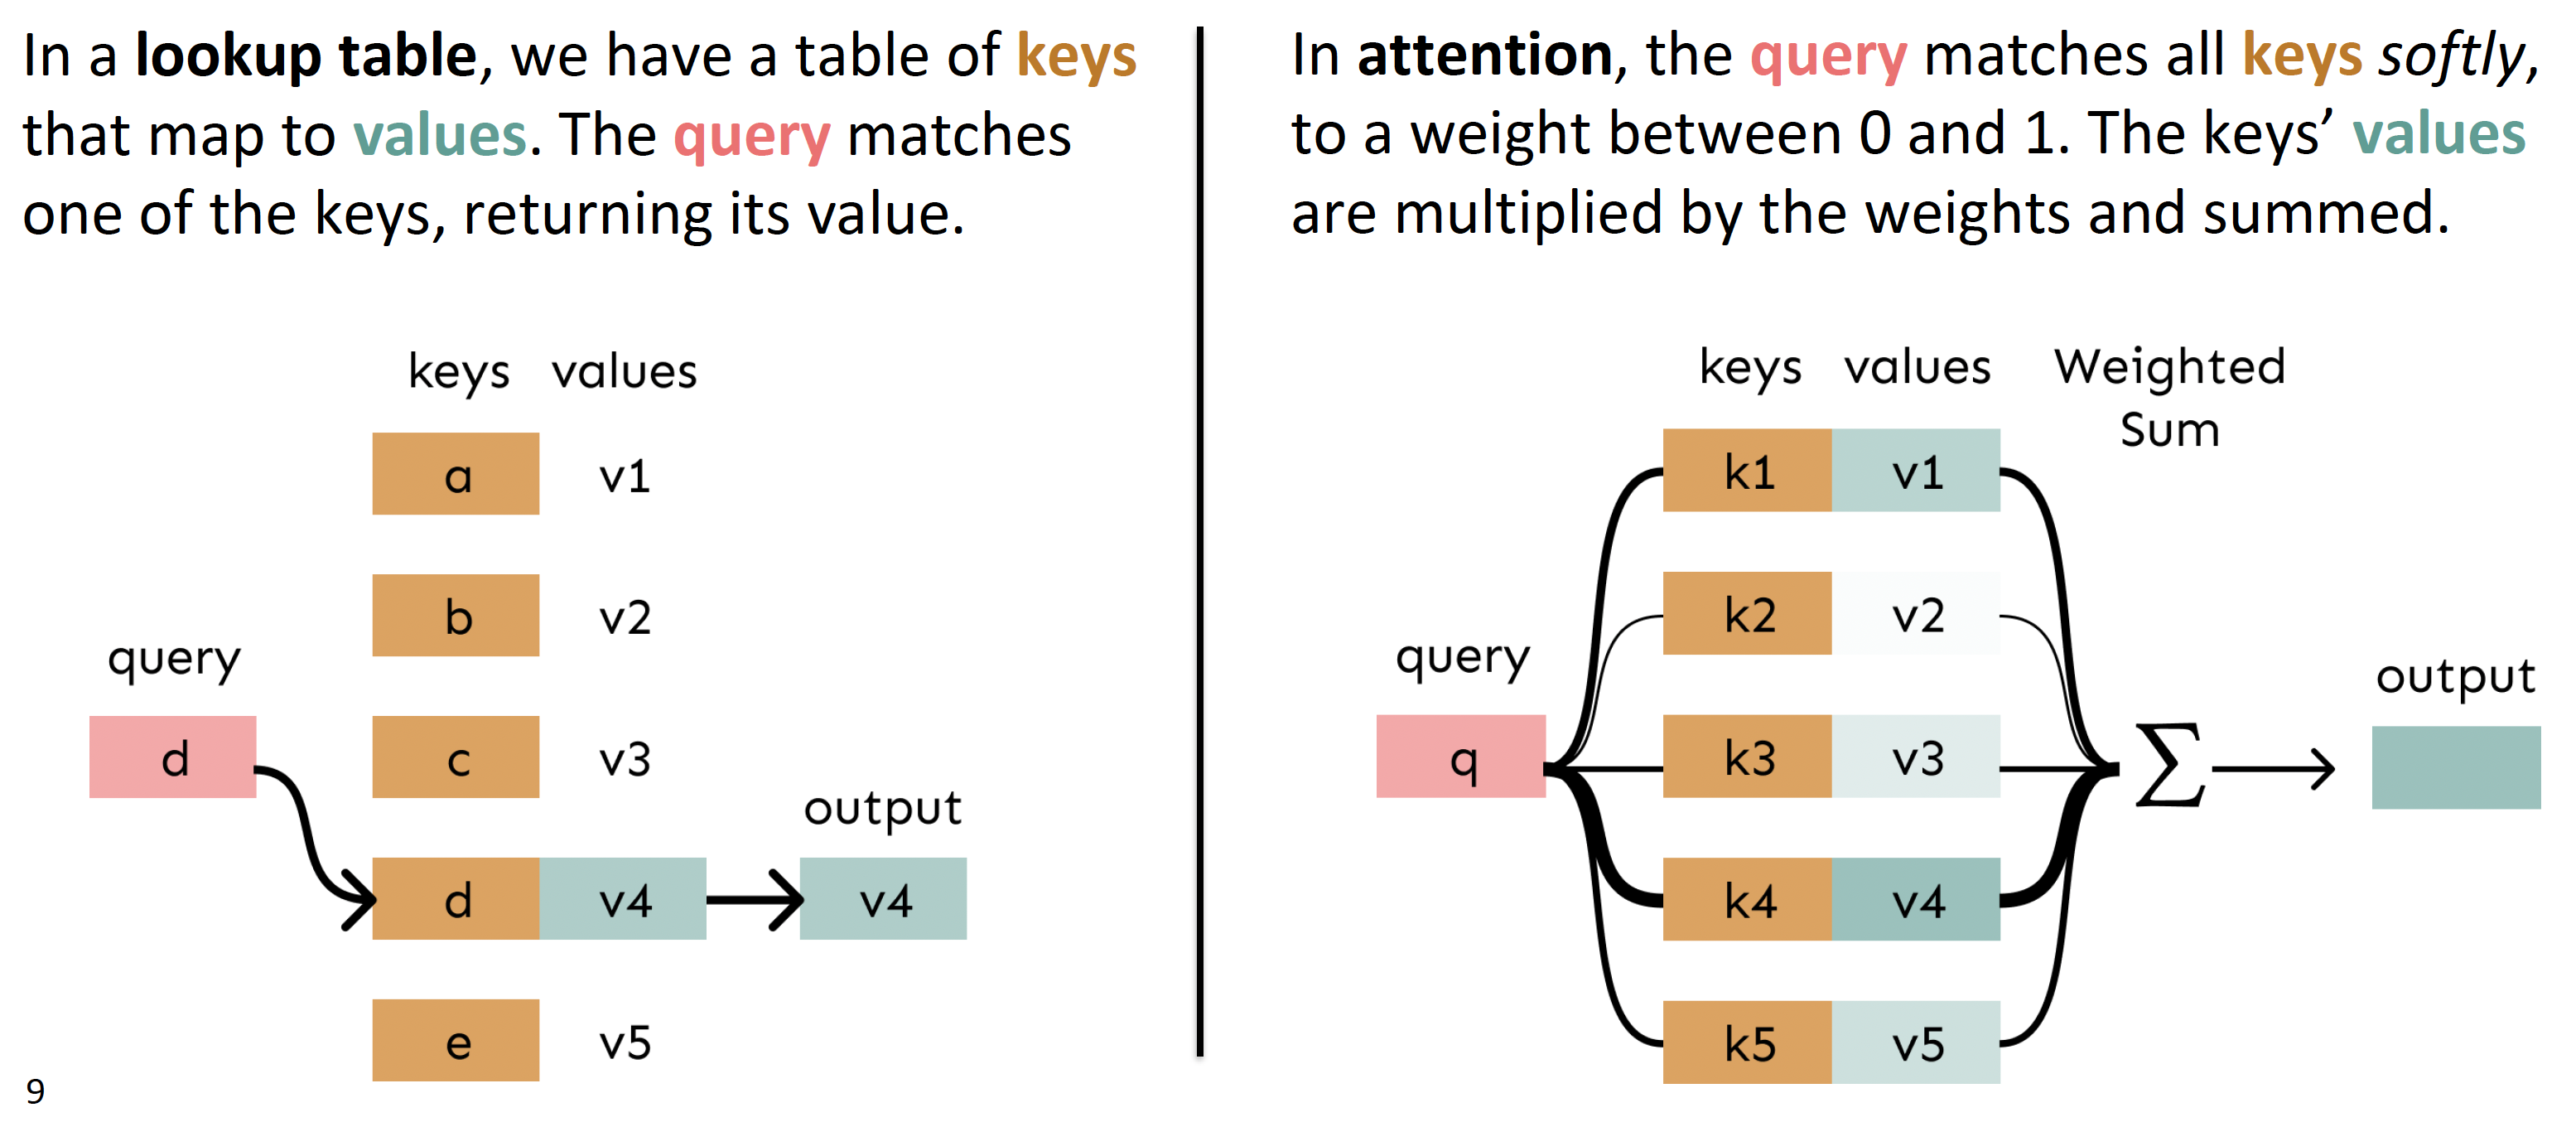 In a lookup table, we have a table of keys
that map to values. The query matches
one of the keys, returning its value.
keys values
a v1
b v2
query
d
c v3
output
d v4 v4
e v5
9
In attention, the query matches all keys softly,
to a weight between 0 and 1. The keys’ values
are multiplied by the weights and summed.
keys values Weighted
Sum
k1 v1
k2 v2
query
output
q k3 v3 Σ
k4 v4
k5 v5